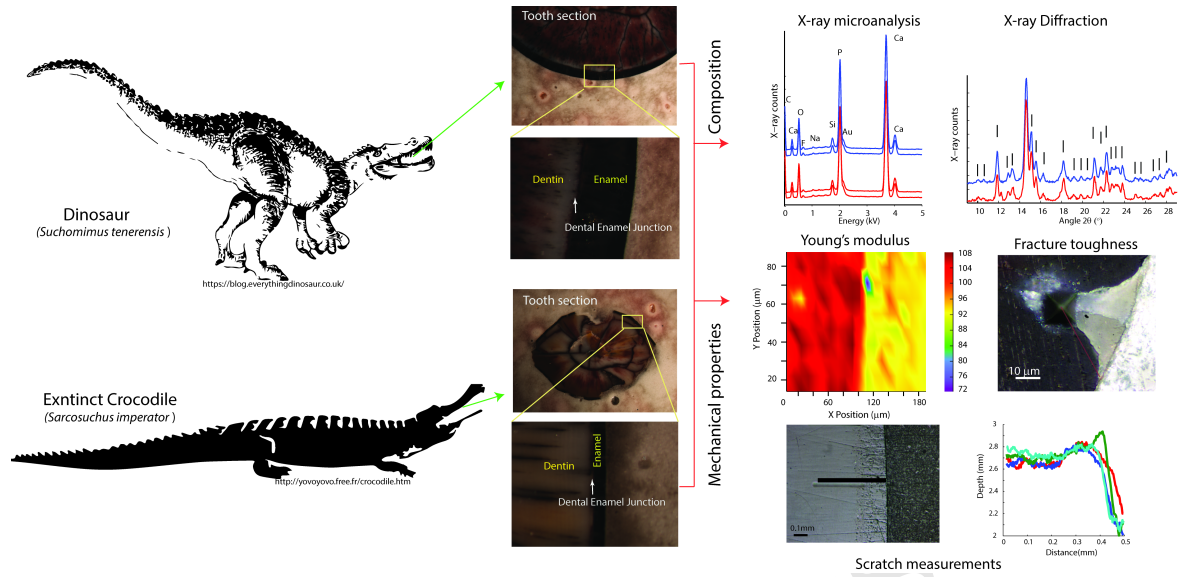 Dinosaur
(Suchomimus tenerensis )
https://blog.everythingdinosaur.co.uk/
Exntinct Crocodile
(Sarcosuchus imperator )
http://yovoyovo.free.fr/crocodile.htm
Tooth section
Dentin
Enamel
Dental Enamel Junction
Tooth section
Dentin
Enamel
Dental Enamel Junction
Composition
Mechanical properties
X-ray microanalysis
X-ray counts
C
Ca
O
F
Na
Si
P
Au
Ca
Ca
0 1 2 3 4 5
Energy (kV)
X-ray Diffraction
X-ray counts
10 12 14 16 18 20 22 24 26 28
Angle 2θ (°)
Young's modulus
Y Position (μm)
80
60
40
20
0 60 120 180
X Position (μm)
108
104
100
96
92
88
84
80
76
72
Fracture toughness
10 μm
0.1mm
Depth (mm)
3
2.8
2.6
2.4
2.2
2
0 0.1 0.2 0.3 0.4 0.5
Distance(mm)
Scratch measurements